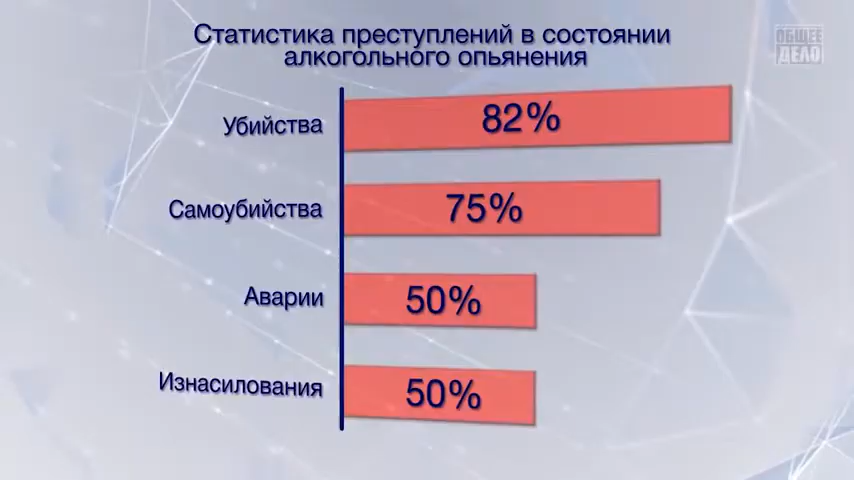 Статистика преступлений в состоянии
алкогольного опьянения
ОБЩЕЕ
ДЕЛО
Убийства 82%
Самоубийства 75%
Аварии 50%
Изнасилования 50%